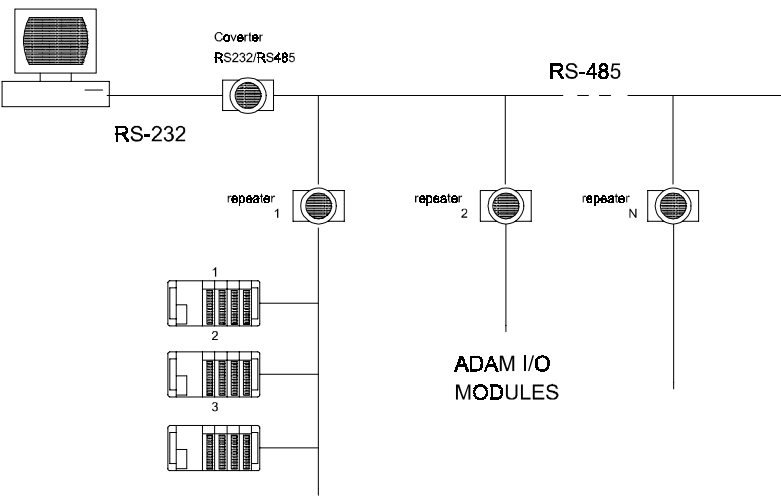 Coverter
RS232/RS485
RS-485
RS-232
repeater
1
repeater
2
repeater
N
1
2
3
ADAM I/O
MODULES